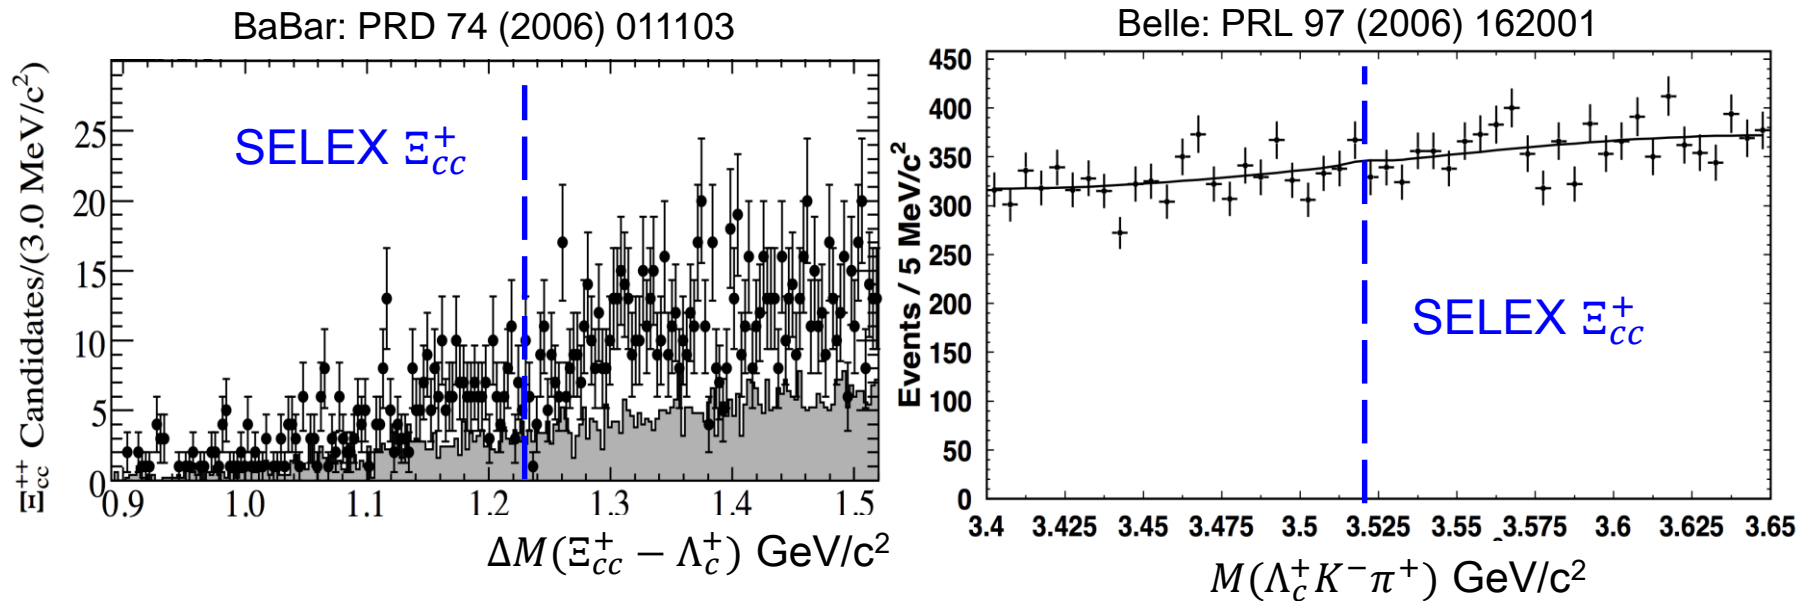 BaBar: PRD 74 (2006) 011103
Ξcc++ Candidates/(3.0 MeV/c²)
25
20
15
10
5
0
SELEX Ξcc+
0.9 1.0 1.1 1.2 1.3 1.4 1.5
ΔM(Ξcc+ − Λc+) GeV/c²
Belle: PRL 97 (2006) 162001
Events / 5 MeV/c²
450
400
350
300
250
200
150
100
50
0
SELEX Ξcc+
3.4 3.425 3.45 3.475 3.5 3.525 3.55 3.575 3.6 3.625 3.65
M(Λc+K−π+) GeV/c²